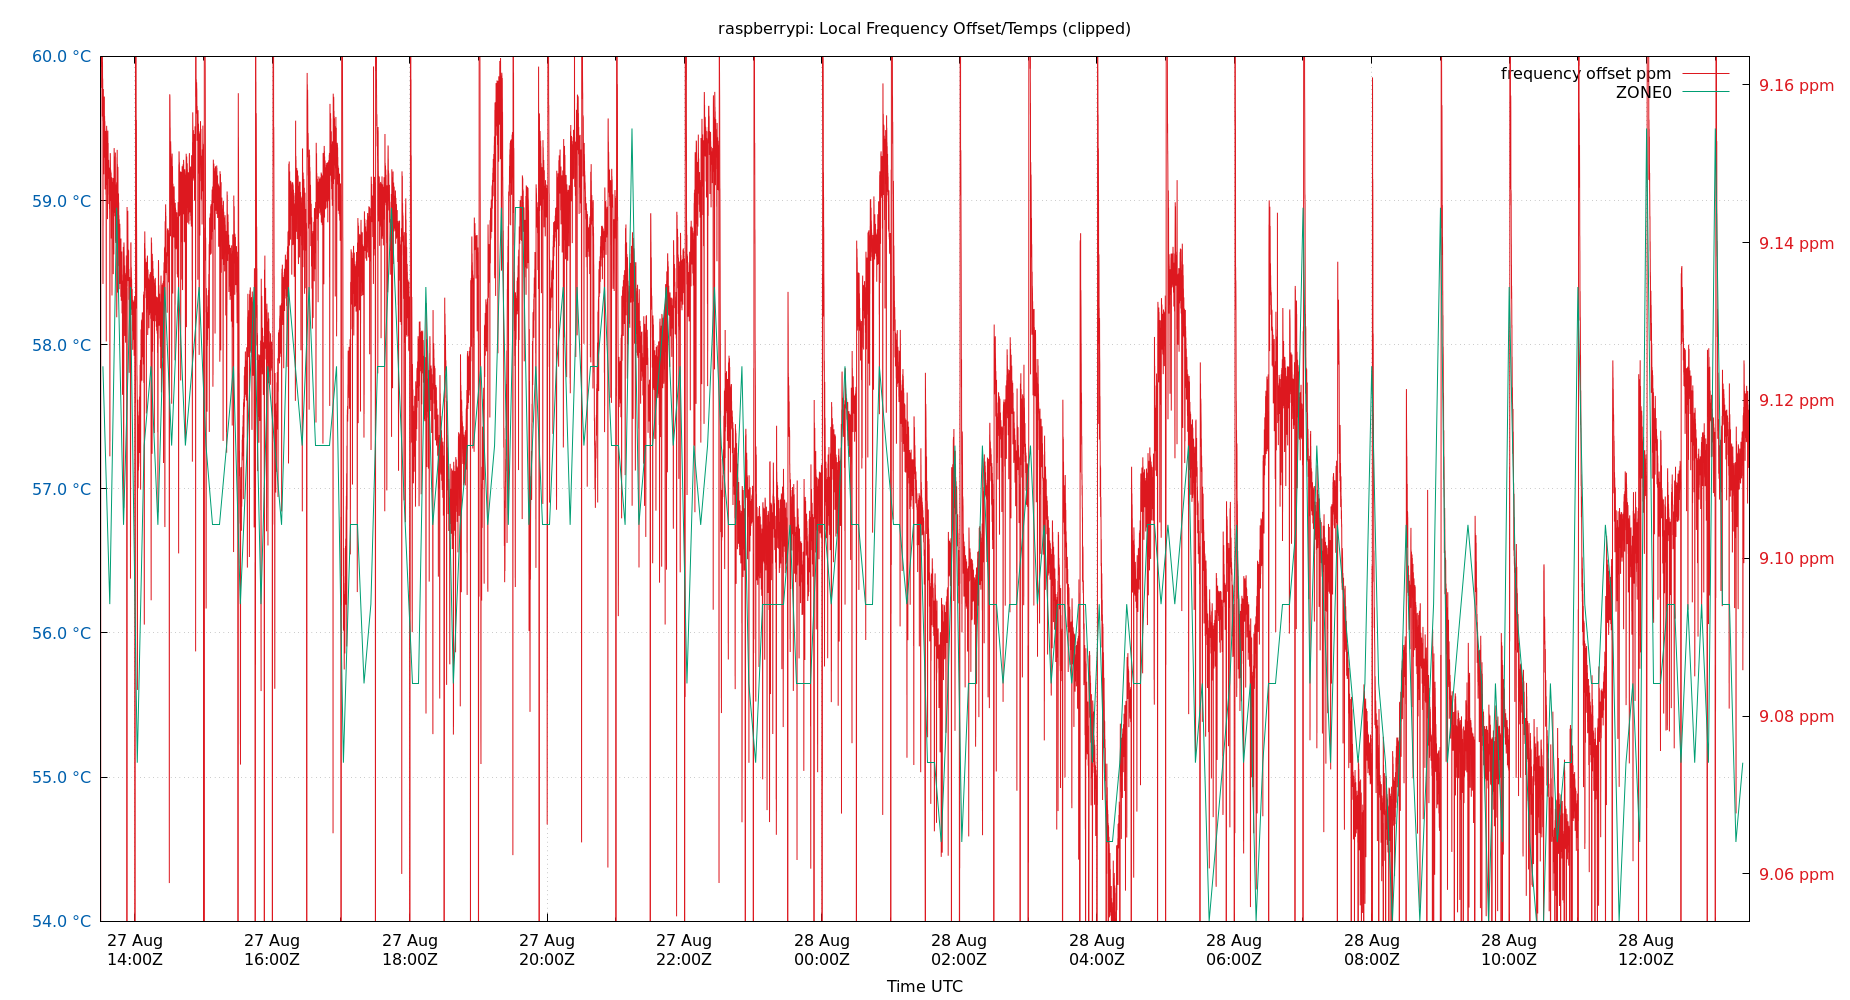 raspberrypi: Local Frequency Offset/Temps (clipped)
frequency offset ppm
ZONE0
60.0 °C
59.0 °C
58.0 °C
57.0 °C
56.0 °C
55.0 °C
54.0 °C
9.16 ppm
9.14 ppm
9.12 ppm
9.10 ppm
9.08 ppm
9.06 ppm
27 Aug
14:00Z
27 Aug
16:00Z
27 Aug
18:00Z
27 Aug
20:00Z
27 Aug
22:00Z
28 Aug
00:00Z
28 Aug
02:00Z
28 Aug
04:00Z
28 Aug
06:00Z
28 Aug
08:00Z
28 Aug
10:00Z
28 Aug
12:00Z
Time UTC